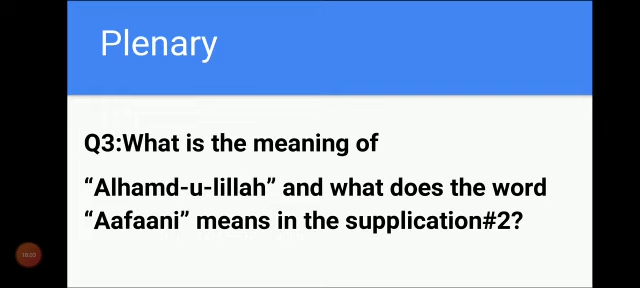 Plenary
Q3:What is the meaning of
“Alhamd-u-lillah” and what does the word
“Aafaani” means in the supplication#2?